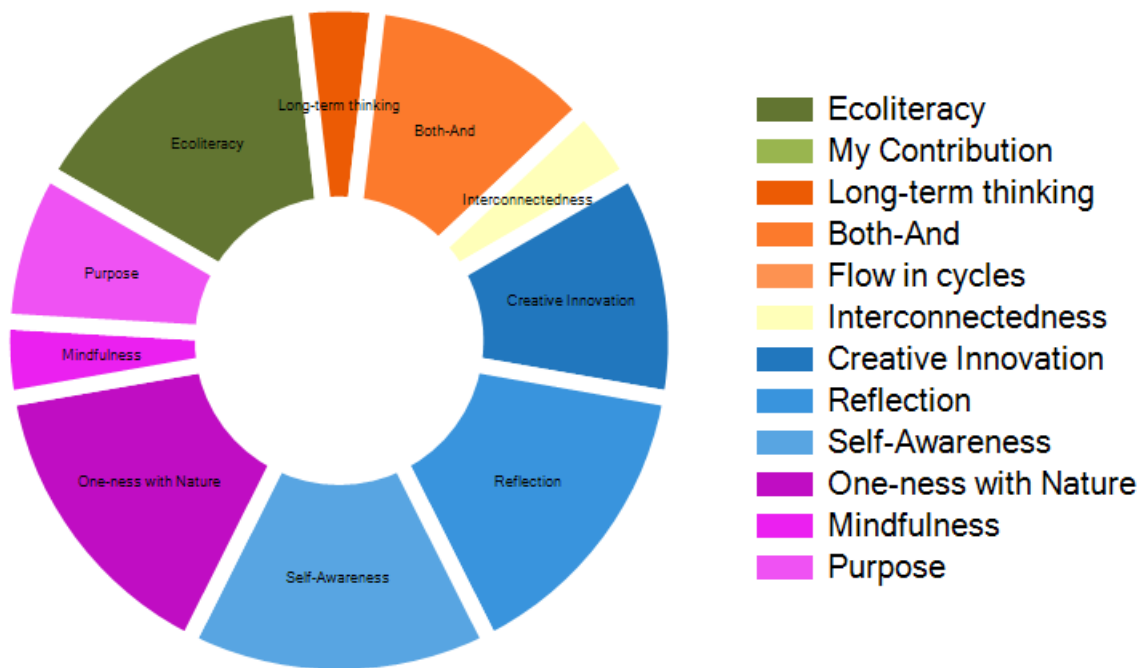 Long-term thinking
Both-And
Ecoliteracy
Interconnectedness
Purpose
Creative Innovation
Mindfulness
One-ness with Nature
Reflection
Self-Awareness
Ecoliteracy
My Contribution
Long-term thinking
Both-And
Flow in cycles
Interconnectedness
Creative Innovation
Reflection
Self-Awareness
One-ness with Nature
Mindfulness
Purpose